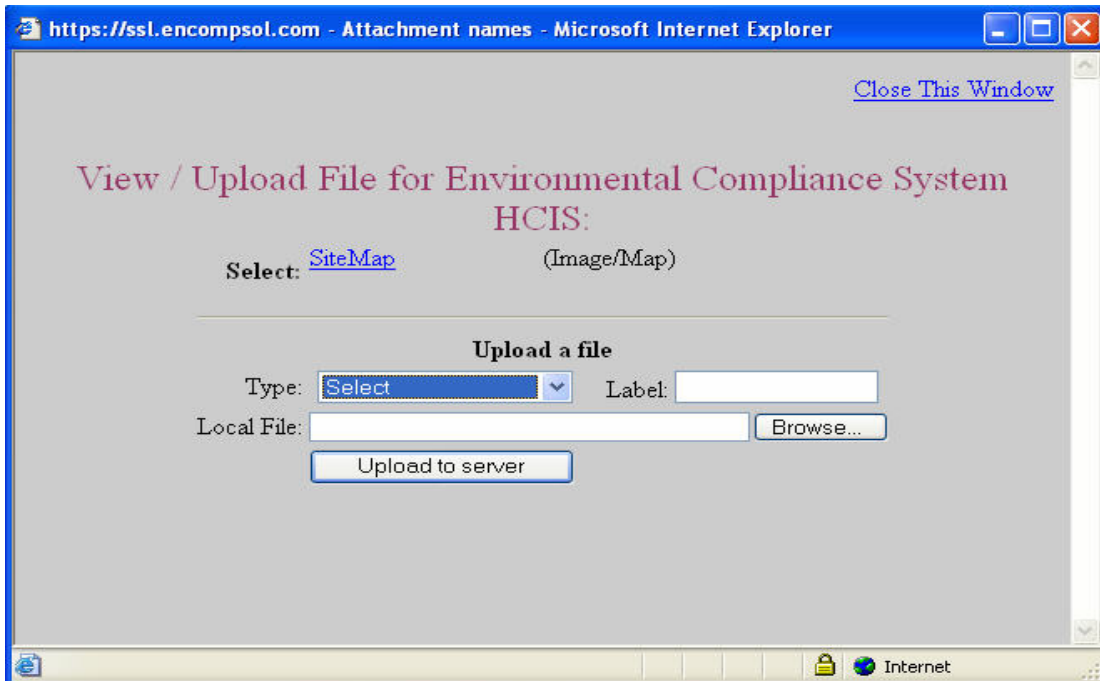 https://ssl.encompsol.com - Attachment names - Microsoft Internet Explorer
Close This Window
View / Upload File for Environmental Compliance System
HCIS:
Select: SiteMap (Image/Map)
Upload a file
Type: Select Label:
Local File: Browse...
Upload to server
Internet